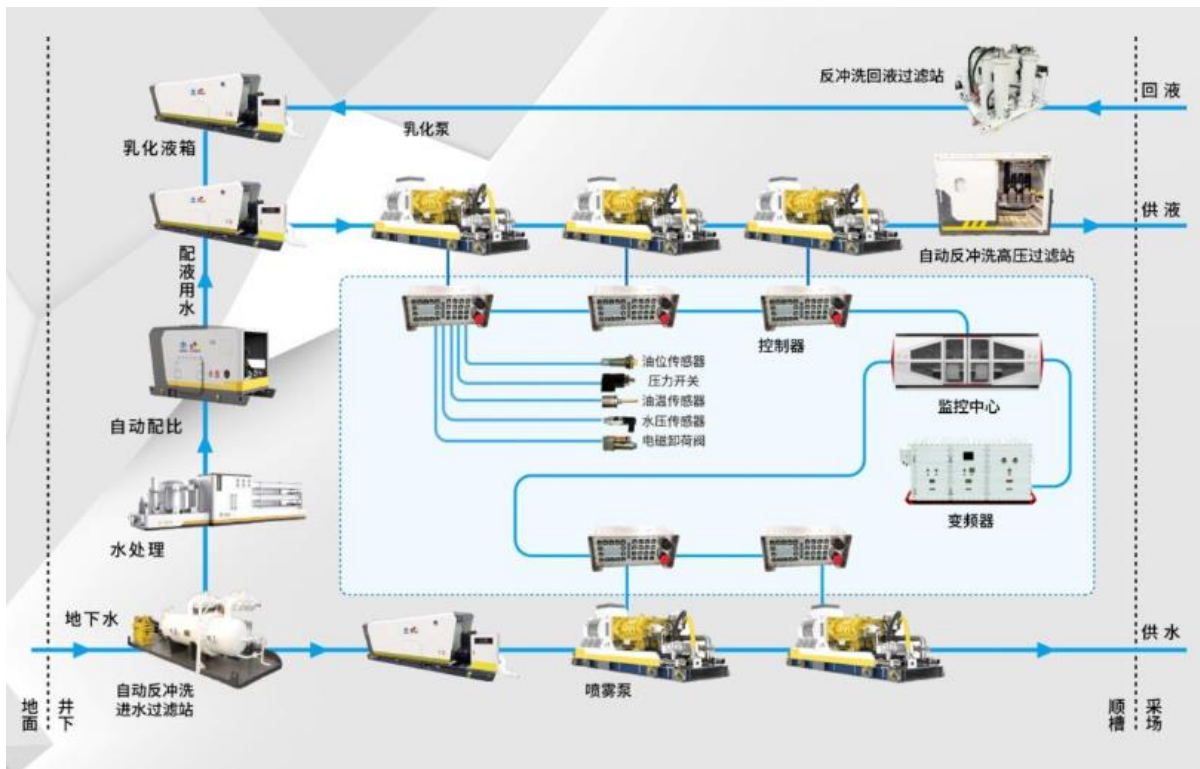 反冲洗回液过滤站
回液
乳化泵
乳化液箱
供液
自动反冲洗高压过滤站
配液用水
控制器
油位传感器
压力开关
油温传感器
水压传感器
电磁卸荷阀
监控中心
自动配比
变频器
水处理
地下水
供水
自动反冲洗
进水过滤站
喷雾泵
地面
井下
顺槽
采场